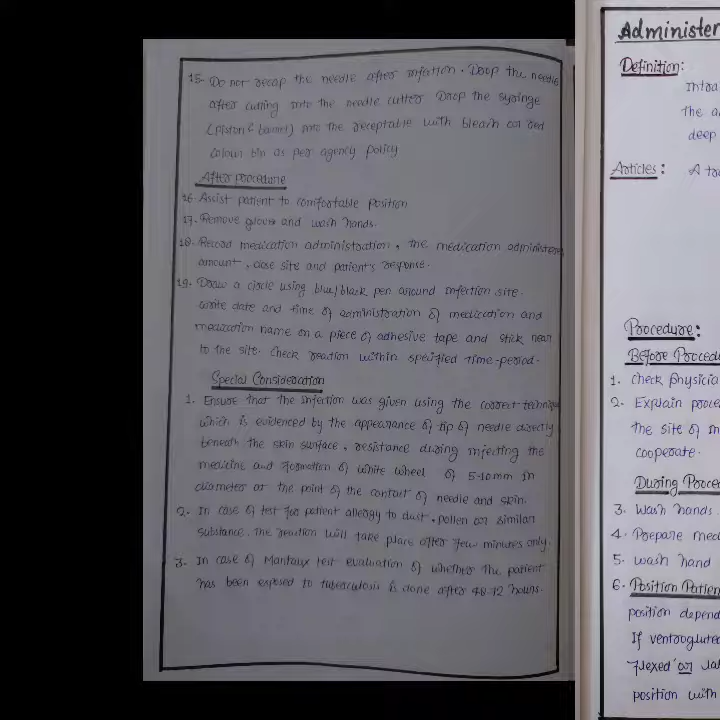 15- Do not recap the needle after infection. Drop the needle
after cutting into the needle cutter Drop the syringe
(piston & barrel) into the receptable with bleach or red
colour bin as per agency policy
After procedure
16. Assist patient to comfortable position
17. Remove glove and wash hands.
18. Record medication administration, the medication administered
amount, dose site and patient's response.
19. Draw a circle using blue/black pen around infection site.
write date and time of administration of medication and
medication name on a piece of adhesive tape and stick near
to the site. Check reaction within specified time-period.
Special Consideration
1. Ensure that the infection was given using the correct technique
which is evidenced by the appearance of tip of needle directly
beneath the skin surface, resistance during injecting the
medicine and formation of white wheel of 5-10mm in
diameter at the point of the contact of needle and skin.
2. In case of test for patient allergy to dust, pollen or similar
substance. The reaction will take place after few minutes only.
3. In case of Mantaux test evaluation of whether the patient
has been exposed to tuberculosis is done after 48-72 hours.
Administer
Definition:
Intra
The a
deep
Articles: A tra
Procedure:
Before Procedu
1. Check Physicia
2. Explain proce
the site of in
cooperate.
During Proced
3. Wash hands.
4. Prepare med
5. wash hand
6. Position Patien
position depend
If ventroglute
flexed or lat
position with